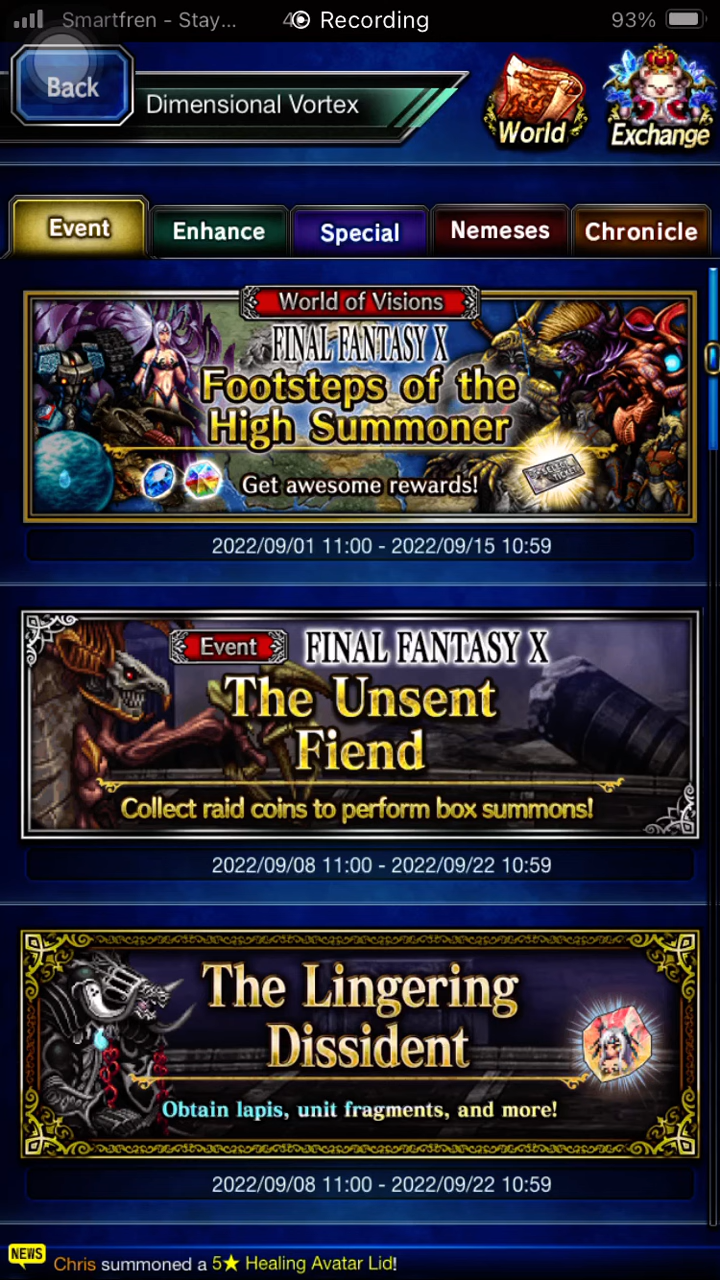 Smartfren - Stay... 4 Recording 93%
Back
Dimensional Vortex
World
Exchange
Event Enhance Special Nemeses Chronicle
World of Visions
FINAL FANTASY X
Footsteps of the
High Summoner
Get awesome rewards!
2022/09/01 11:00 - 2022/09/15 10:59
Event FINAL FANTASY X
The Unsent
Fiend
Collect raid coins to perform box summons!
2022/09/08 11:00 - 2022/09/22 10:59
The Lingering
Dissident
Obtain lapis, unit fragments, and more!
2022/09/08 11:00 - 2022/09/22 10:59
NEWS Chris summoned a 5★ Healing Avatar Lid!